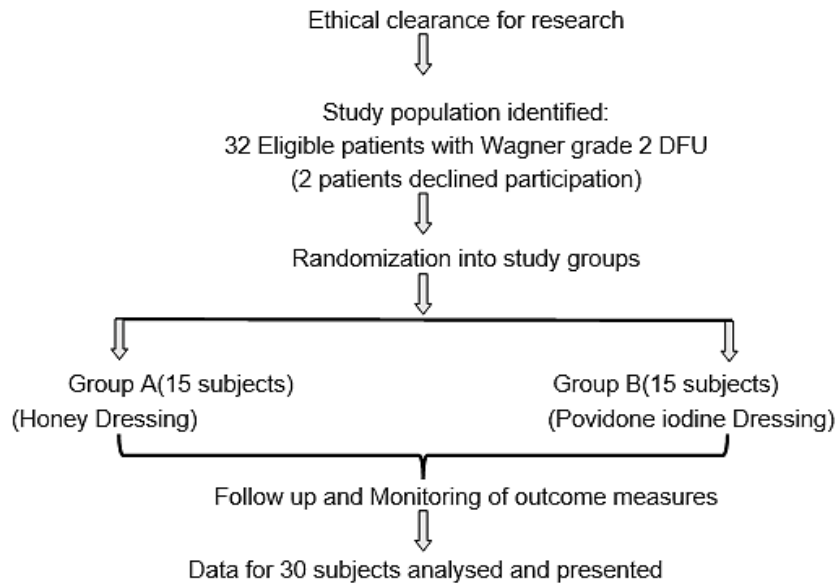 Ethical clearance for research
Study population identified:
32 Eligible patients with Wagner grade 2 DFU
(2 patients declined participation)
Randomization into study groups
Group A(15 subjects)
(Honey Dressing)
Group B(15 subjects)
(Povidone iodine Dressing)
Follow up and Monitoring of outcome measures
Data for 30 subjects analysed and presented